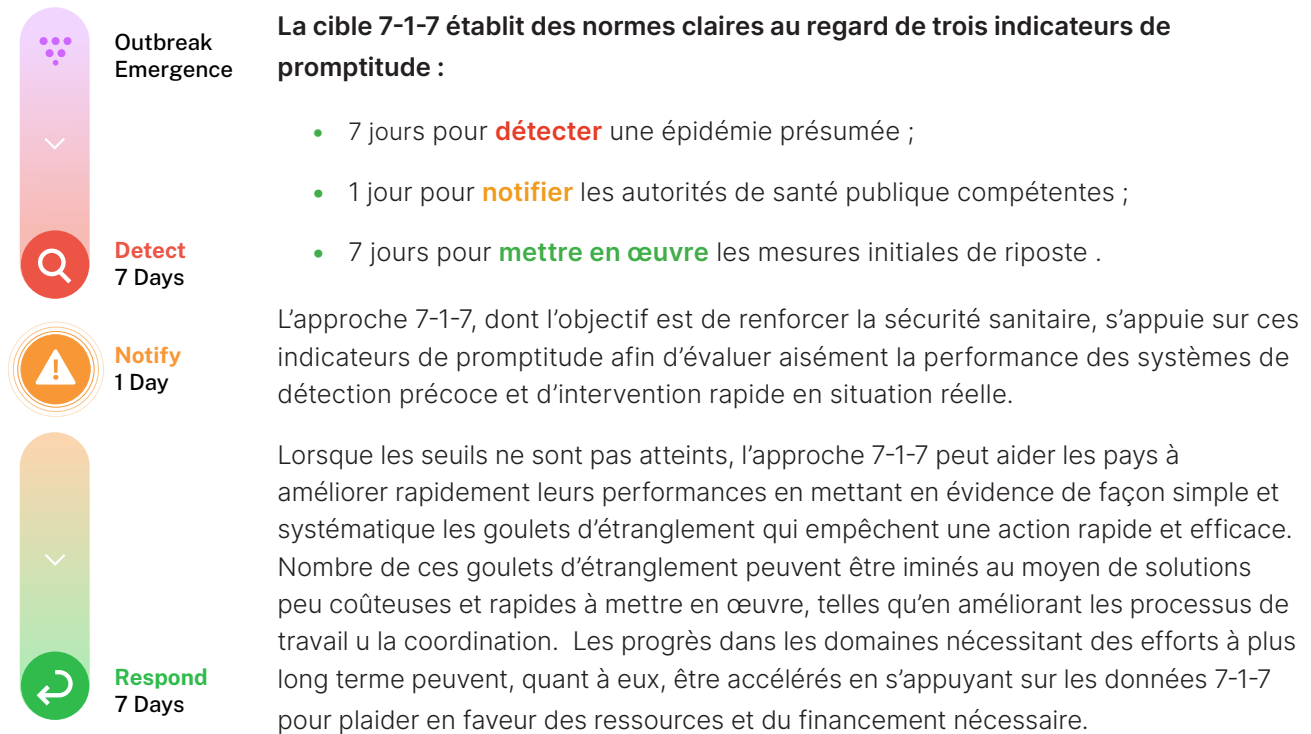 Outbreak
Emergence
Detect
7 Days
Notify
1 Day
Respond
7 Days
La cible 7-1-7 établit des normes claires au regard de trois indicateurs de
promptitude :
• 7 jours pour détecter une épidémie présumée ;
• 1 jour pour notifier les autorités de santé publique compétentes ;
• 7 jours pour mettre en œuvre les mesures initiales de riposte .
L’approche 7-1-7, dont l’objectif est de renforcer la sécurité sanitaire, s’appuie sur ces
indicateurs de promptitude afin d’évaluer aisément la performance des systèmes de
détection précoce et d’intervention rapide en situation réelle.
Lorsque les seuils ne sont pas atteints, l’approche 7-1-7 peut aider les pays à
améliorer rapidement leurs performances en mettant en évidence de façon simple et
systématique les goulets d’étranglement qui empêchent une action rapide et efficace.
Nombre de ces goulets d’étranglement peuvent être iminés au moyen de solutions
peu coûteuses et rapides à mettre en œuvre, telles qu’en améliorant les processus de
travail u la coordination.  Les progrès dans les domaines nécessitant des efforts à plus
long terme peuvent, quant à eux, être accélérés en s’appuyant sur les données 7-1-7
pour plaider en faveur des ressources et du financement nécessaire.